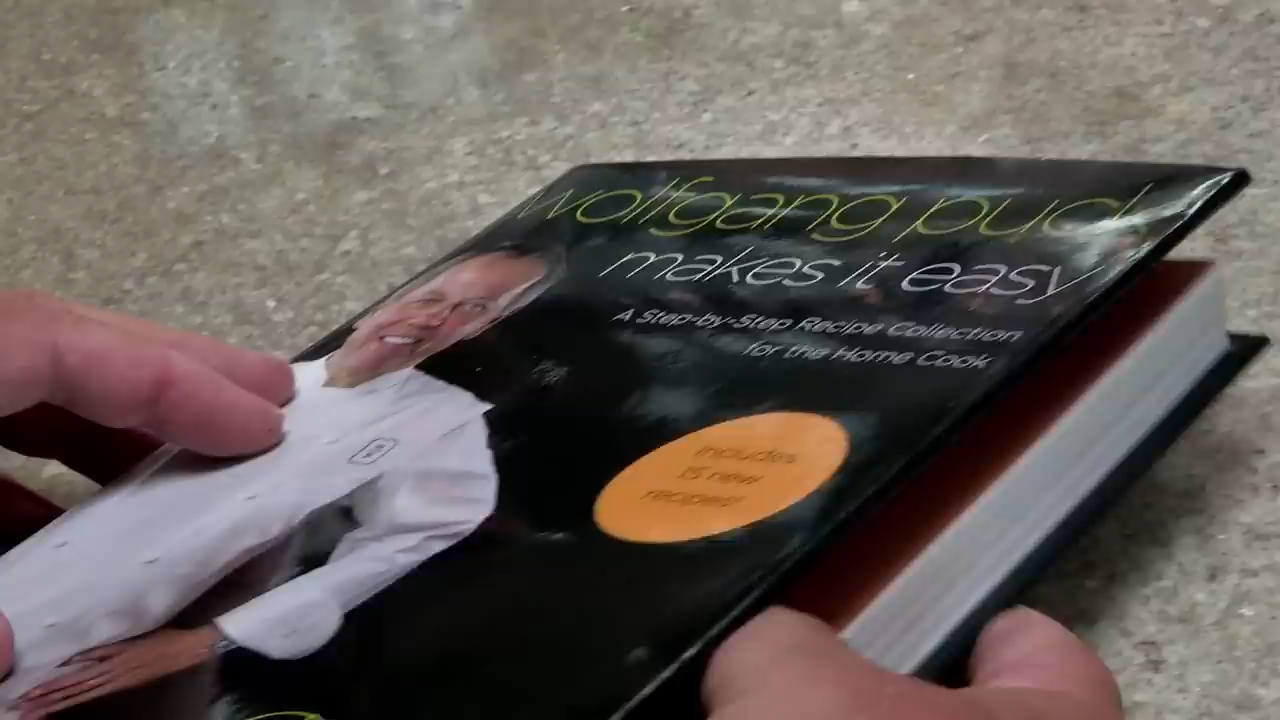 wolfgang puck
makes it easy
A Step-by-Step Recipe Collection
for the Home Cook
includes
15 new
recipes!